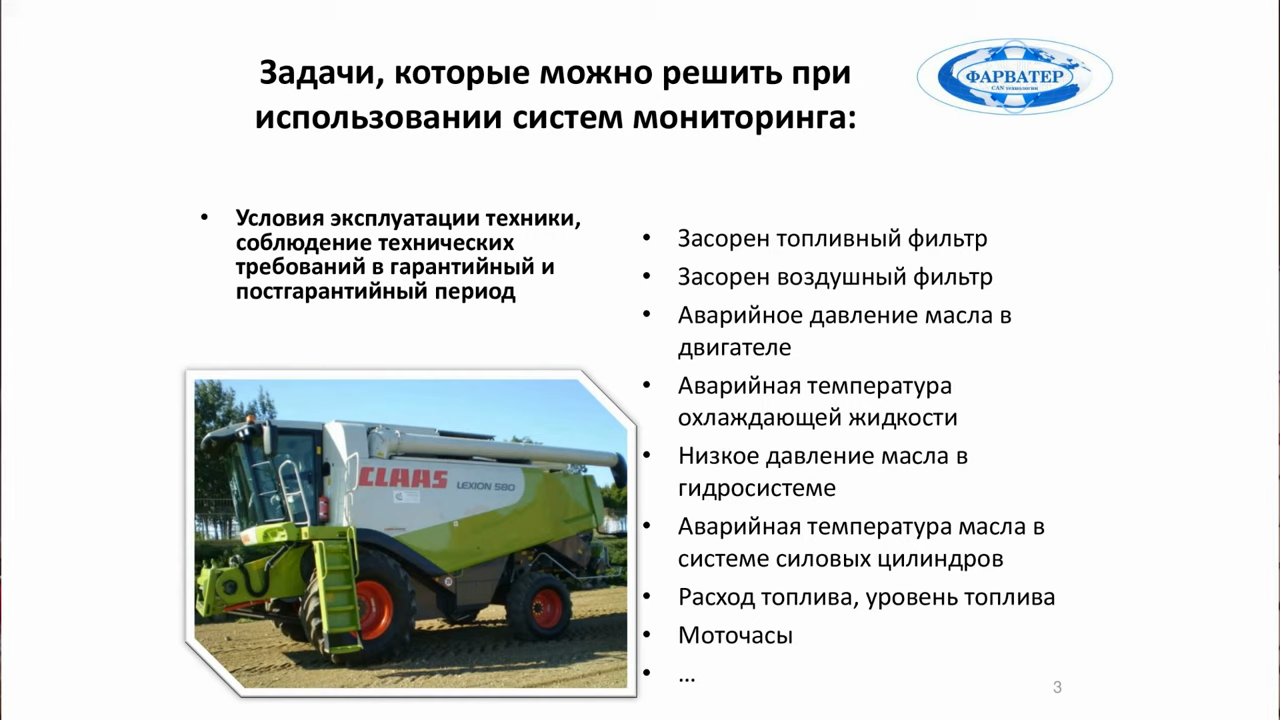 Задачи, которые можно решить при
использовании систем мониторинга:
ФАРВАТЕР
CAN технологии
• Условия эксплуатации техники,
соблюдение технических
требований в гарантийный и
постгарантийный период
CLAAS
LEXION 580
• Засорен топливный фильтр
• Засорен воздушный фильтр
• Аварийное давление масла в
двигателе
• Аварийная температура
охлаждающей жидкости
• Низкое давление масла в
гидросистеме
• Аварийная температура масла в
системе силовых цилиндров
• Расход топлива, уровень топлива
• Моточасы
• ...
3